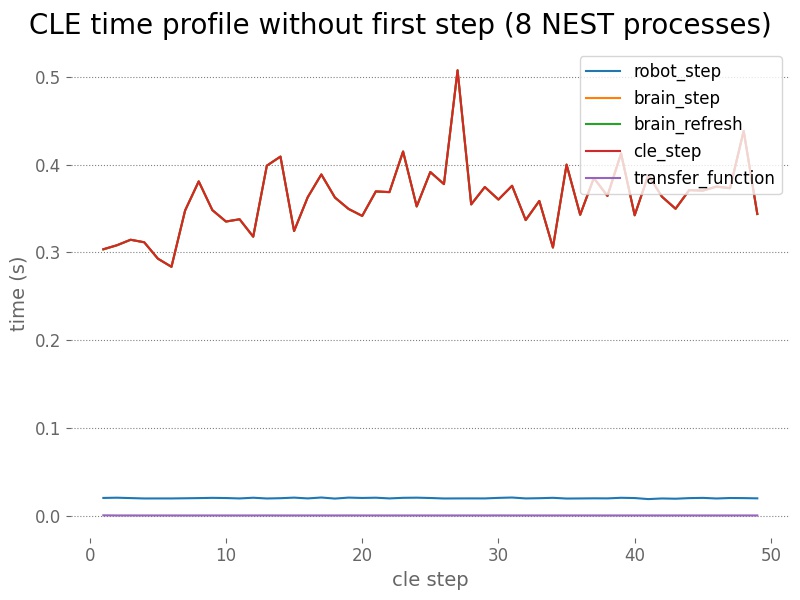 CLE time profile without first step (8 NEST processes)
robot_step
brain_step
brain_refresh
cle_step
transfer_function
0.5
0.4
0.3
0.2
0.1
0.0
time (s)
0 10 20 30 40 50
cle step